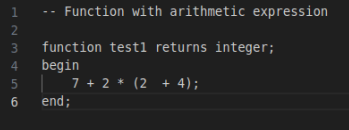 1 -- Function with arithmetic expression
2
3 function test1 returns integer;
4 begin
5     7 + 2 * (2  + 4);
6 end;